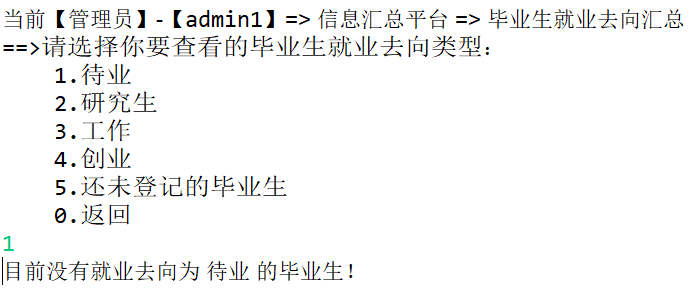 当前【管理员】-【admin1】=> 信息汇总平台 => 毕业生就业去向汇总
==>请选择你要查看的毕业生就业去向类型：
1.待业
2.研究生
3.工作
4.创业
5.还未登记的毕业生
0.返回
1
目前没有就业去向为 待业 的毕业生！